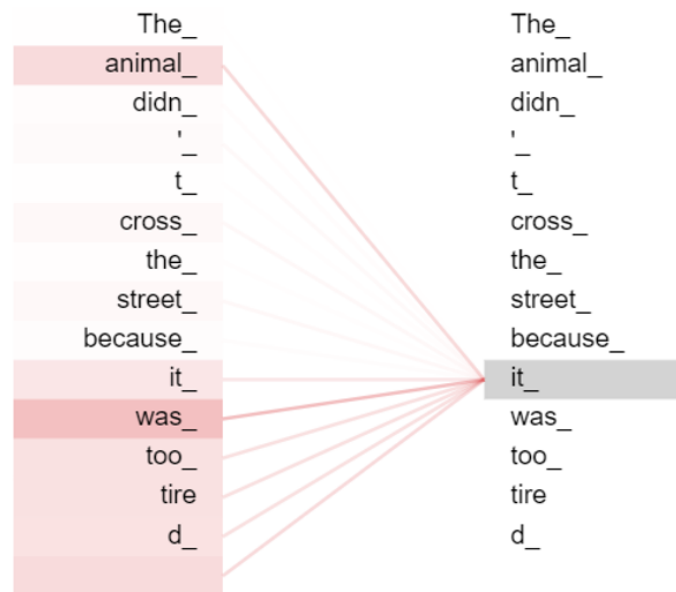 The_ The_
animal_ animal_
didn_ didn_
'_ '_
t_ t_
cross_ cross_
the_ the_
street_ street_
because_ because_
it_ it_
was_ was_
too_ too_
tire tire
d_ d_